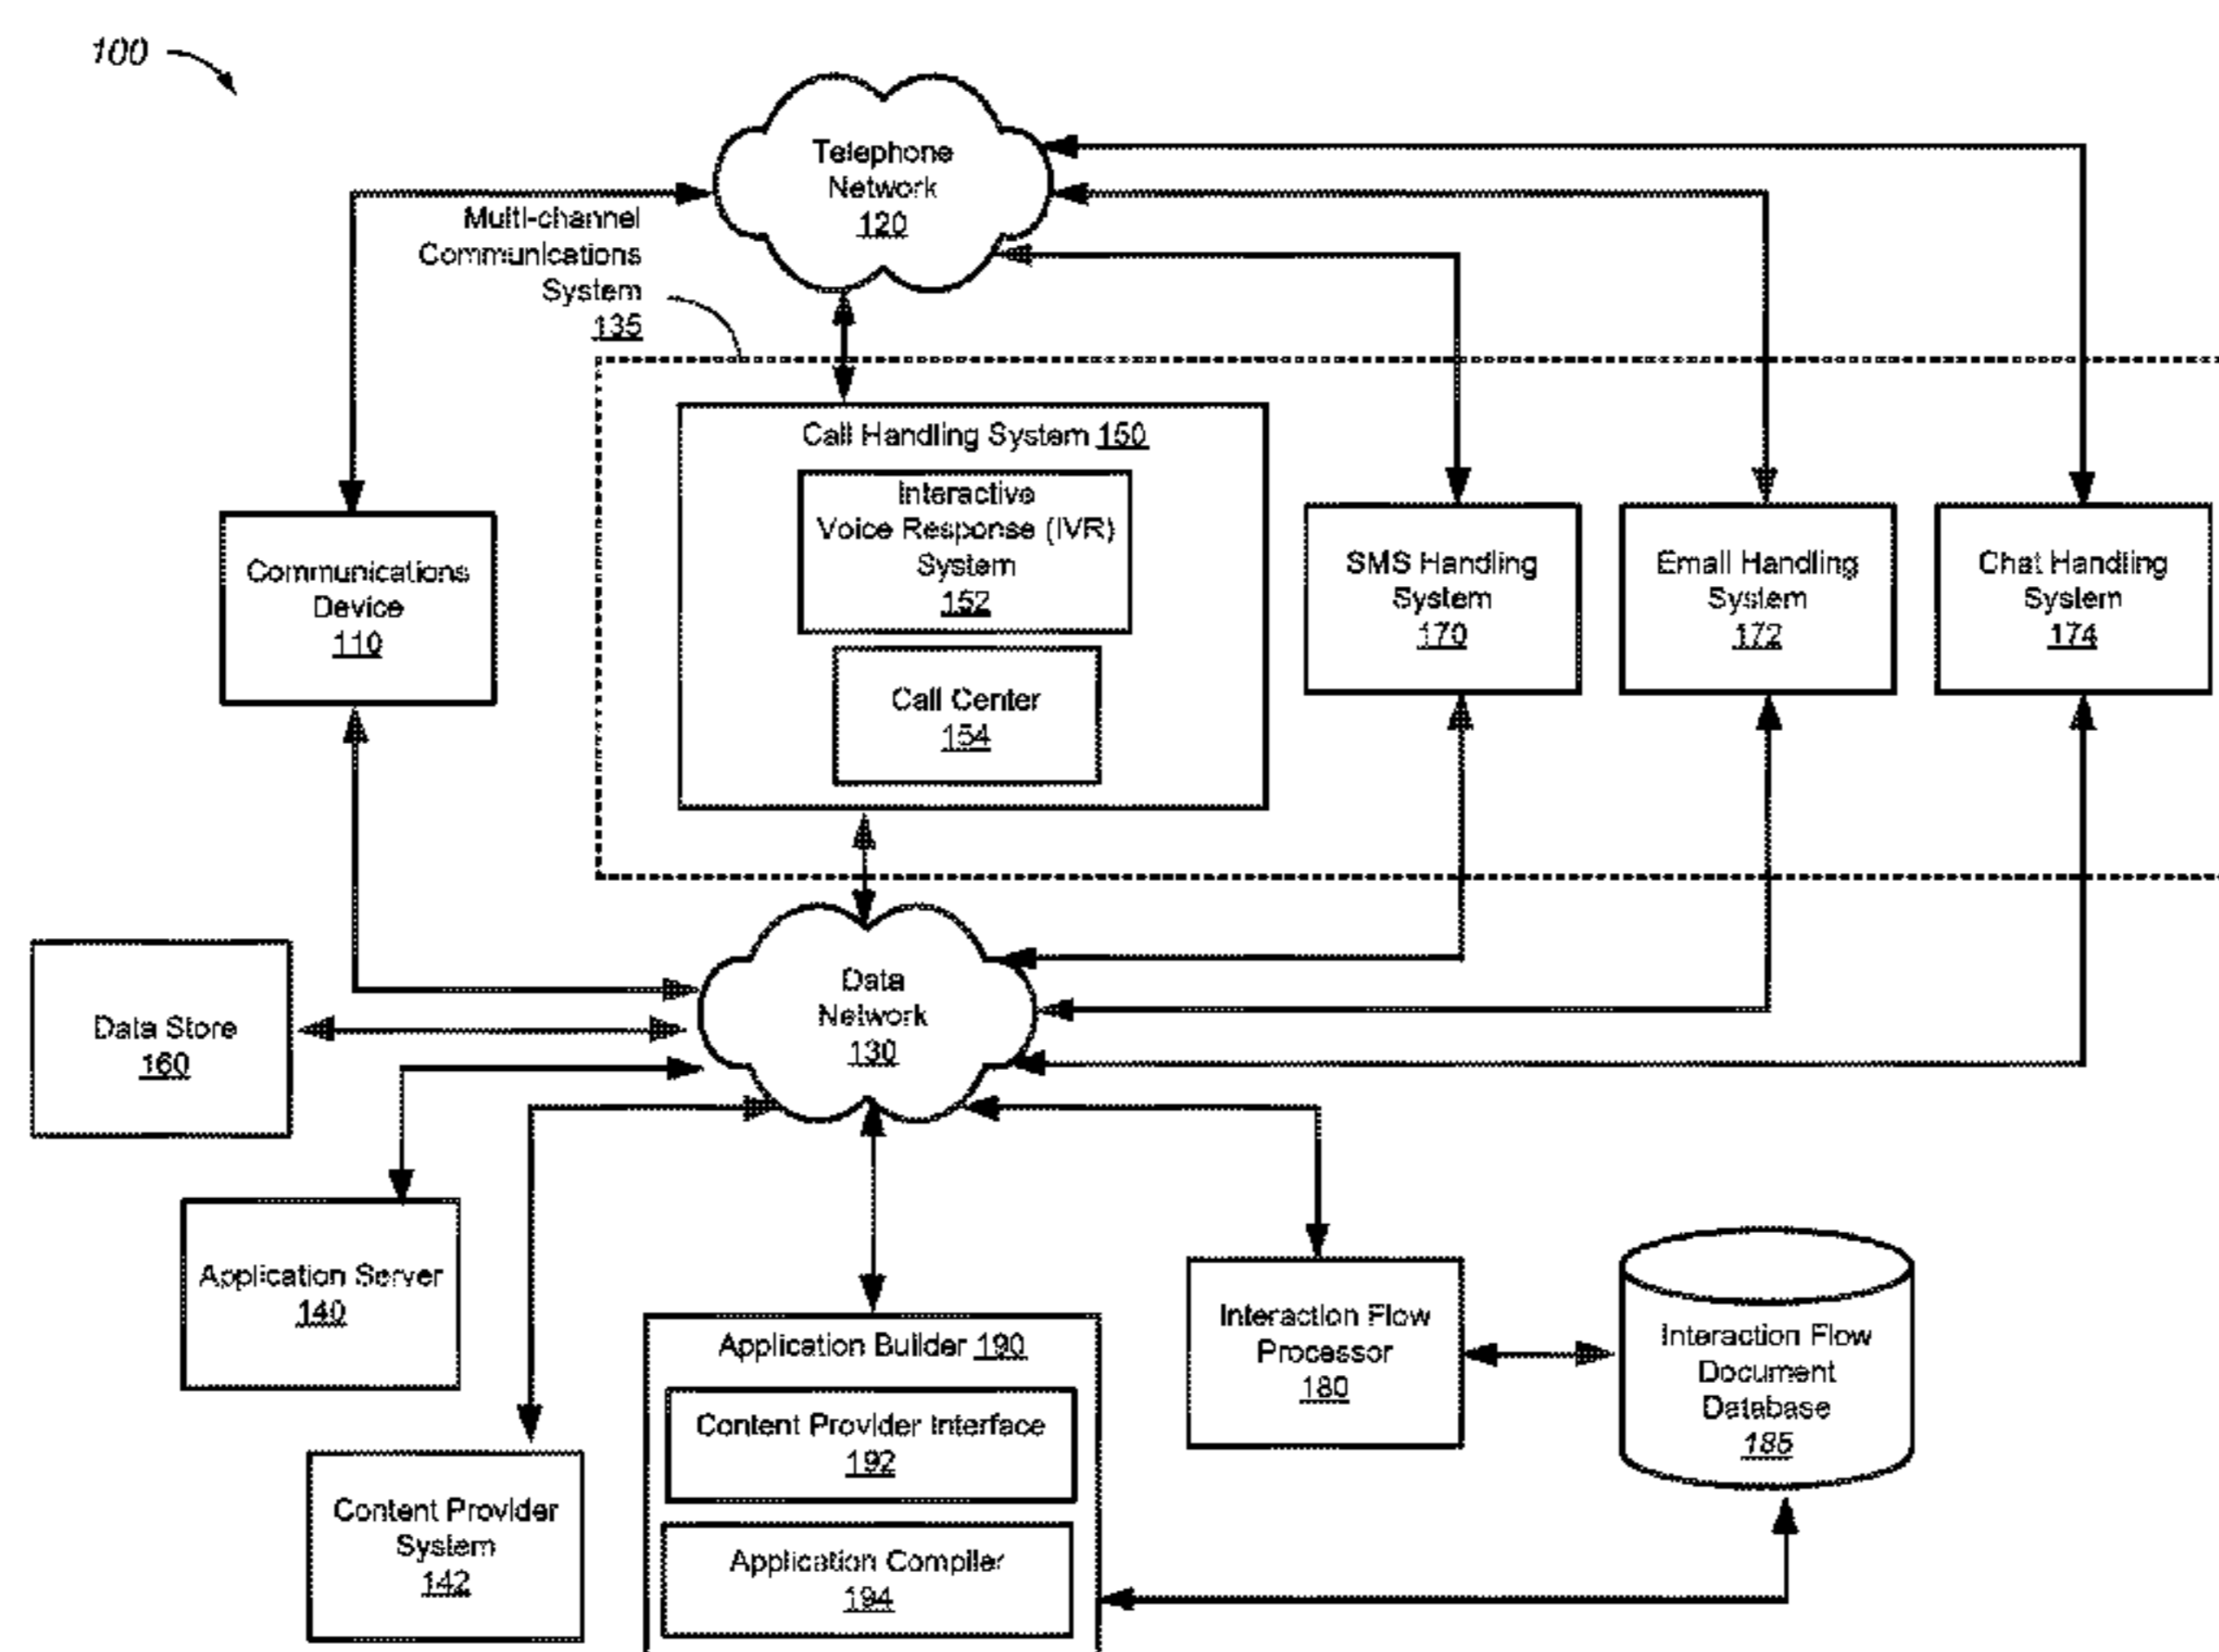 100
Telephone
Network
120
Multi-channel
Communications
System
135
Call Handling System 150
Interactive
Voice Response (IVR)
System
152
Call Center
154
Communications
Device
110
SMS Handling
System
170
Email Handling
System
172
Chat Handling
System
174
Data Store
160
Data
Network
130
Application Server
140
Content Provider
System
142
Application Builder 190
Content Provider Interface
192
Application Compiler
194
Interaction Flow
Processor
180
Interaction Flow
Document
Database
185